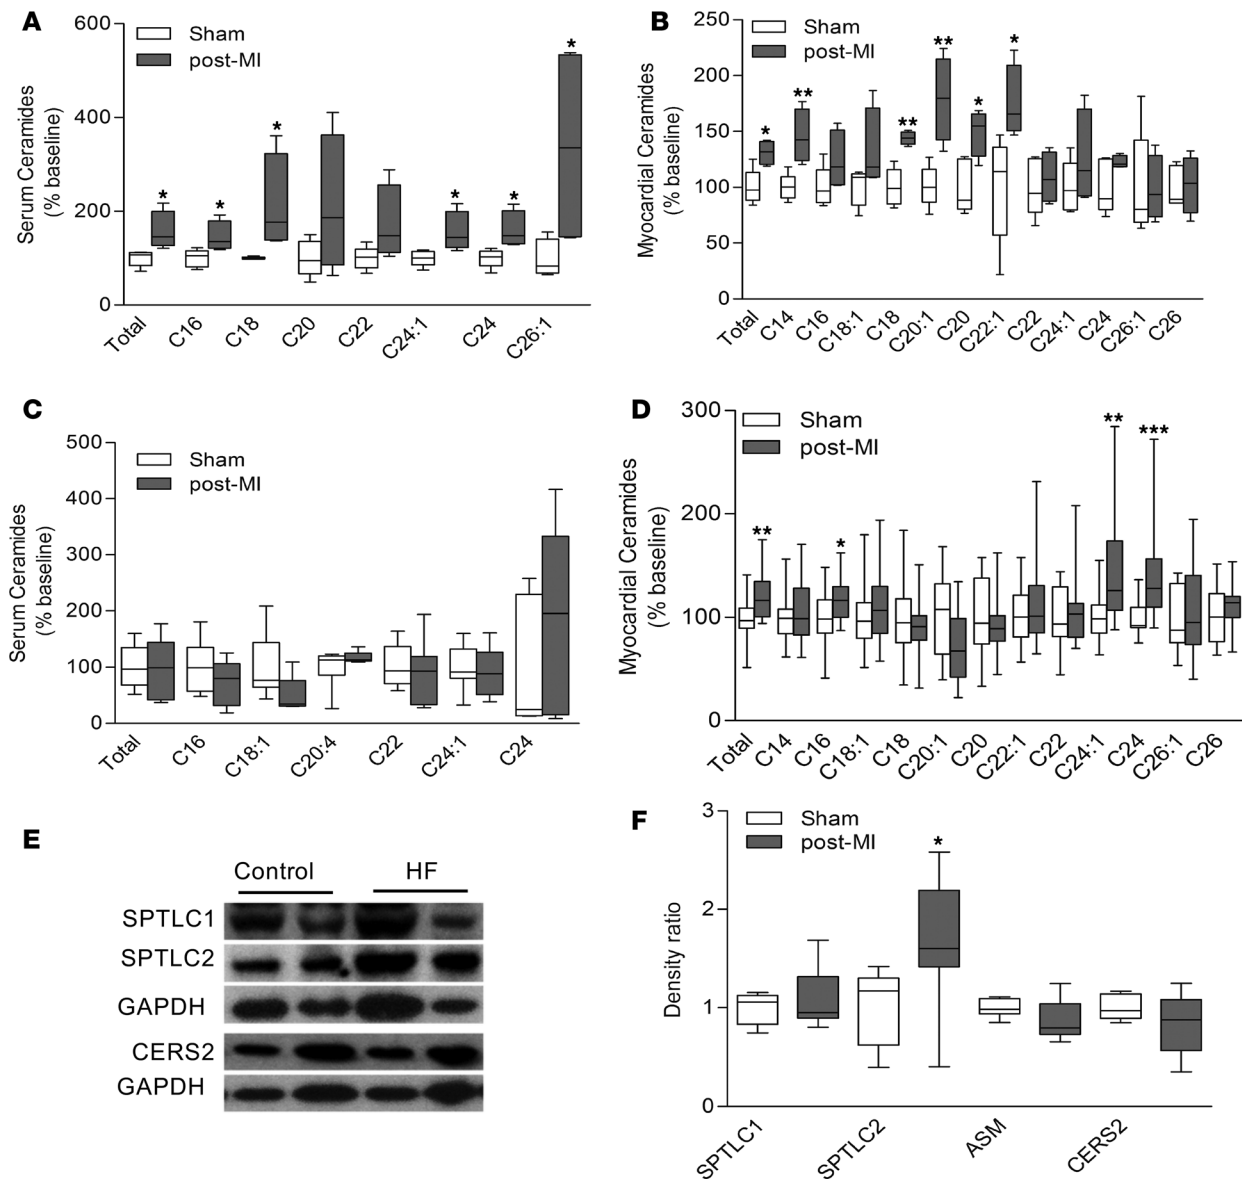 A
Serum Ceramides
(% baseline)
600
400
200
0
Sham
post-MI
* * * * * *
Total C16 C18 C20 C22 C24:1 C24 C26:1
B
Myocardial Ceramides
(% baseline)
250
200
150
100
50
0
Sham
post-MI
* ** ** ** * *
Total C14 C16 C18:1 C18 C20:1 C20 C22:1 C22 C24:1 C24 C26:1 C26
C
Serum Ceramides
(% baseline)
500
400
300
200
100
0
Sham
post-MI
Total C16 C18:1 C20:4 C22 C24:1 C24
D
Myocardial Ceramides
(% baseline)
300
200
100
0
Sham
post-MI
** * ** ***
Total C14 C16 C18:1 C18 C20:1 C20 C22:1 C22 C24:1 C24 C26:1 C26
E
Control HF
SPTLC1
SPTLC2
GAPDH
CERS2
GAPDH
F
Density ratio
3
2
1
0
Sham
post-MI
*
SPTLC1 SPTLC2 ASM CERS2